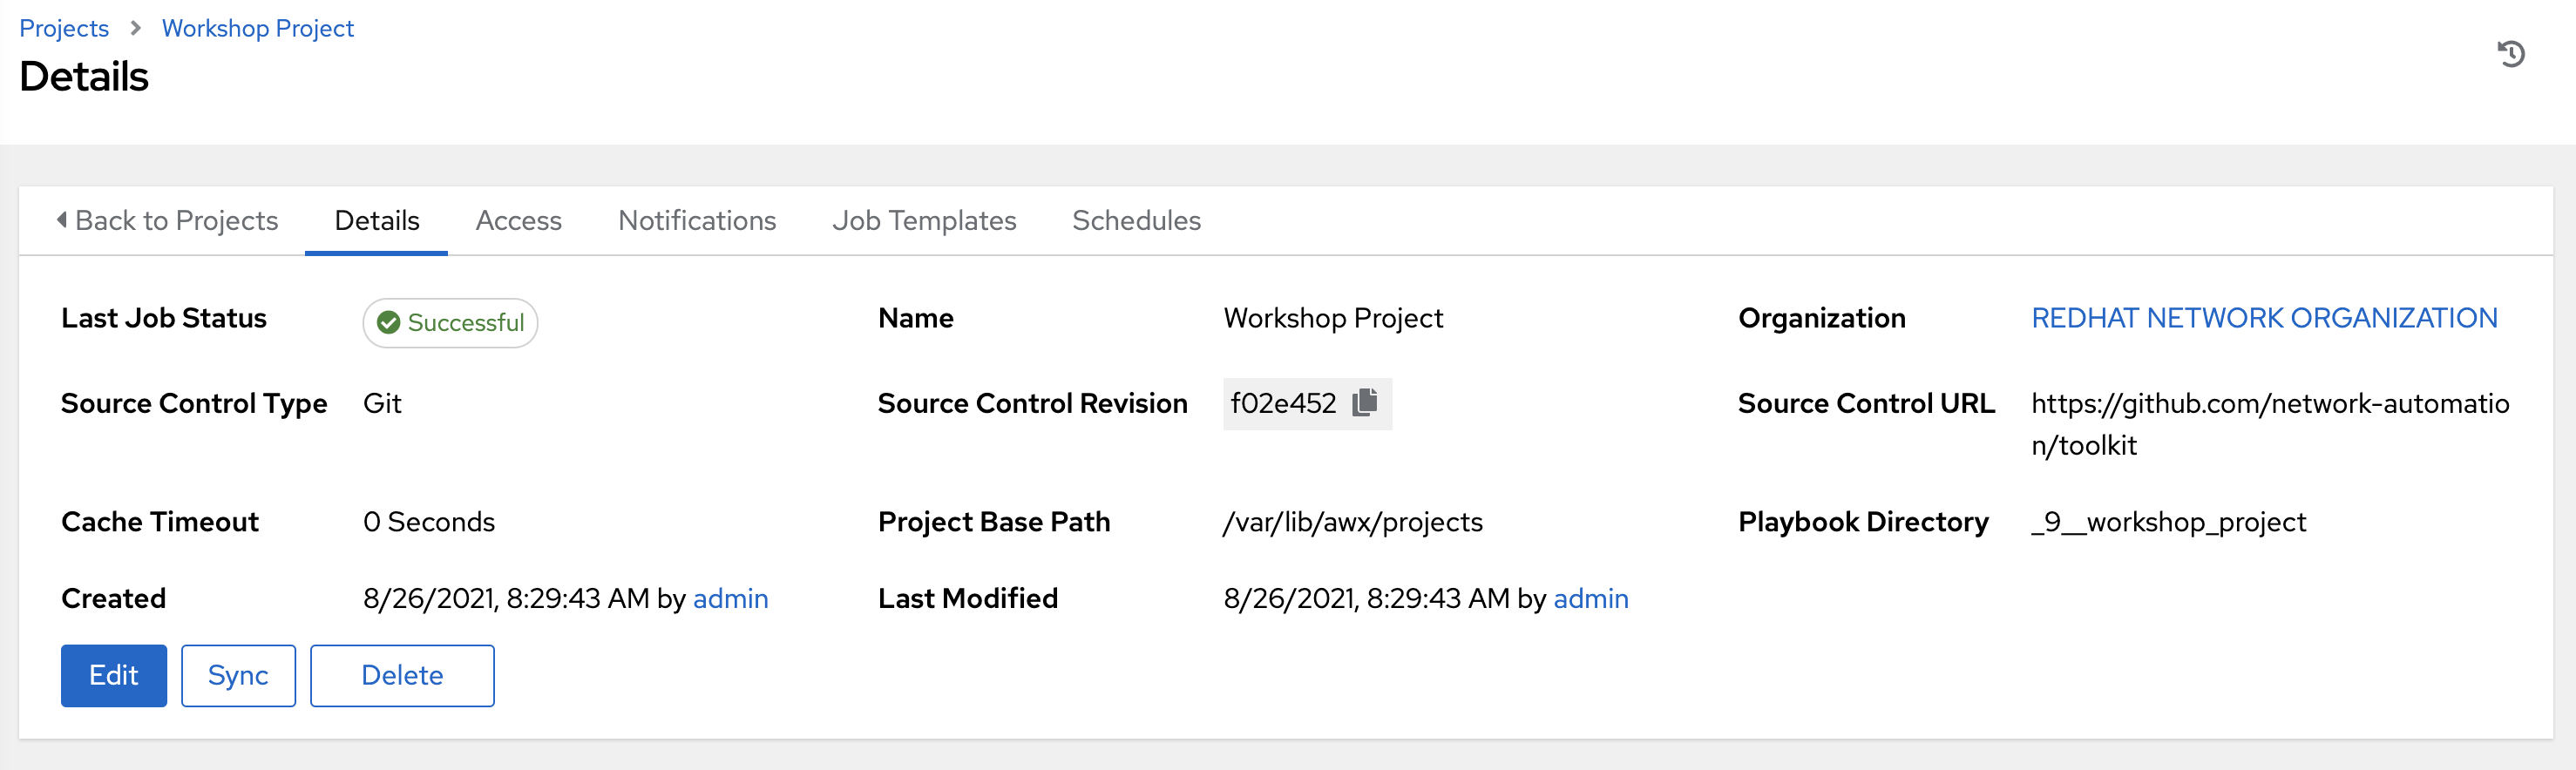 Projects > Workshop Project
Details
Back to Projects Details Access Notifications Job Templates Schedules
Last Job Status Successful Name Workshop Project Organization REDHAT NETWORK ORGANIZATION
Source Control Type Git Source Control Revision f02e452 Source Control URL https://github.com/network-automatio
n/toolkit
Cache Timeout 0 Seconds Project Base Path /var/lib/awx/projects Playbook Directory _9__workshop_project
Created 8/26/2021, 8:29:43 AM by admin Last Modified 8/26/2021, 8:29:43 AM by admin
Edit Sync Delete